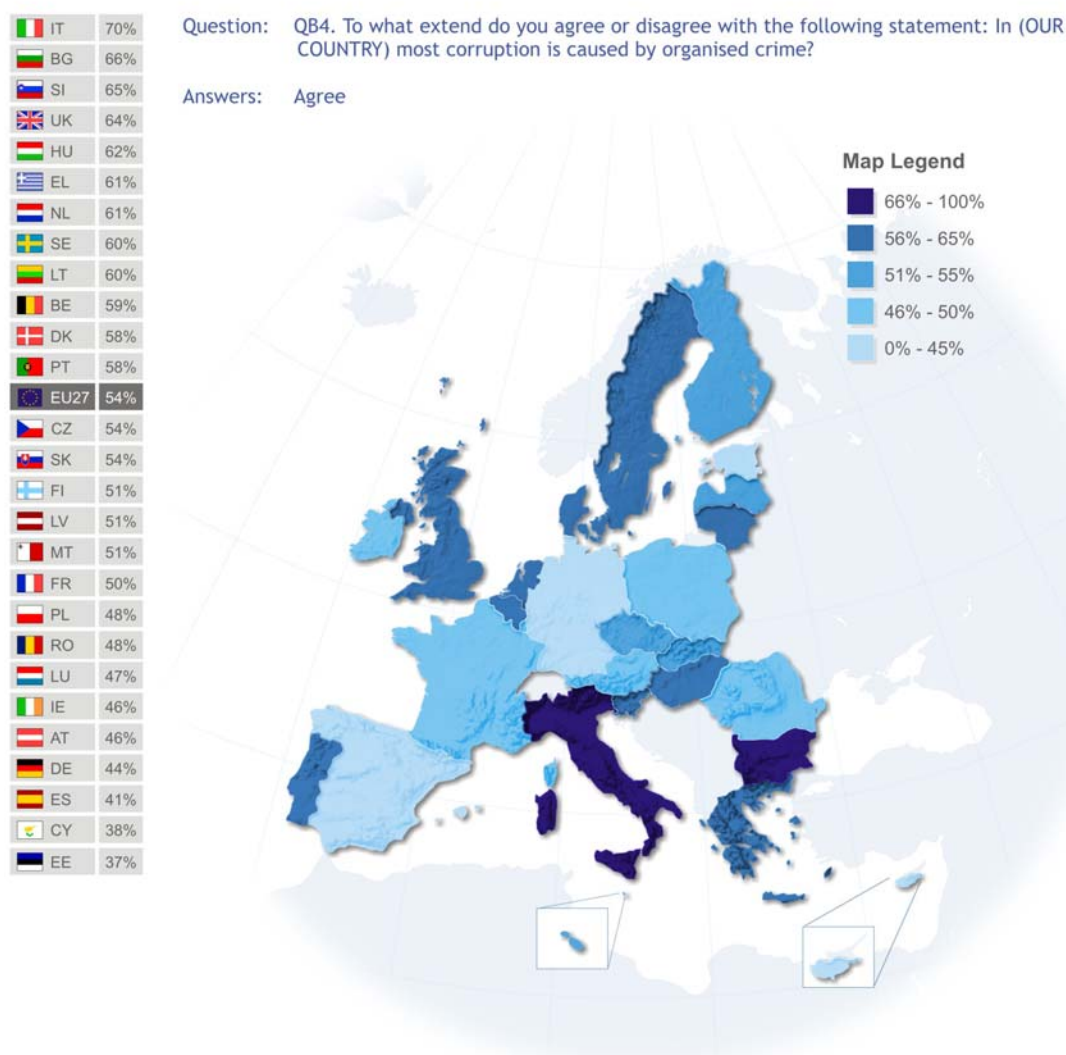 Question: QB4. To what extend do you agree or disagree with the following statement: In (OUR
COUNTRY) most corruption is caused by organised crime?
Answers: Agree
IT 70%
BG 66%
SI 65%
UK 64%
HU 62%
EL 61%
NL 61%
SE 60%
LT 60%
BE 59%
DK 58%
PT 58%
EU27 54%
CZ 54%
SK 54%
FI 51%
LV 51%
MT 51%
FR 50%
PL 48%
RO 48%
LU 47%
IE 46%
AT 46%
DE 44%
ES 41%
CY 38%
EE 37%
Map Legend
66% - 100%
56% - 65%
51% - 55%
46% - 50%
0% - 45%